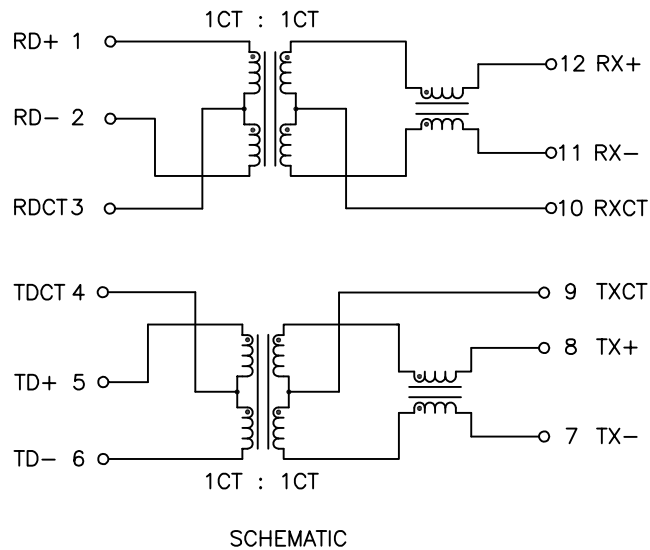 1CT : 1CT
RD+ 1
12 RX+
RD- 2
11 RX-
RDCT 3
10 RXCT
TDCT 4
9 TXCT
8 TX+
TD+ 5
7 TX-
TD- 6
1CT : 1CT
SCHEMATIC